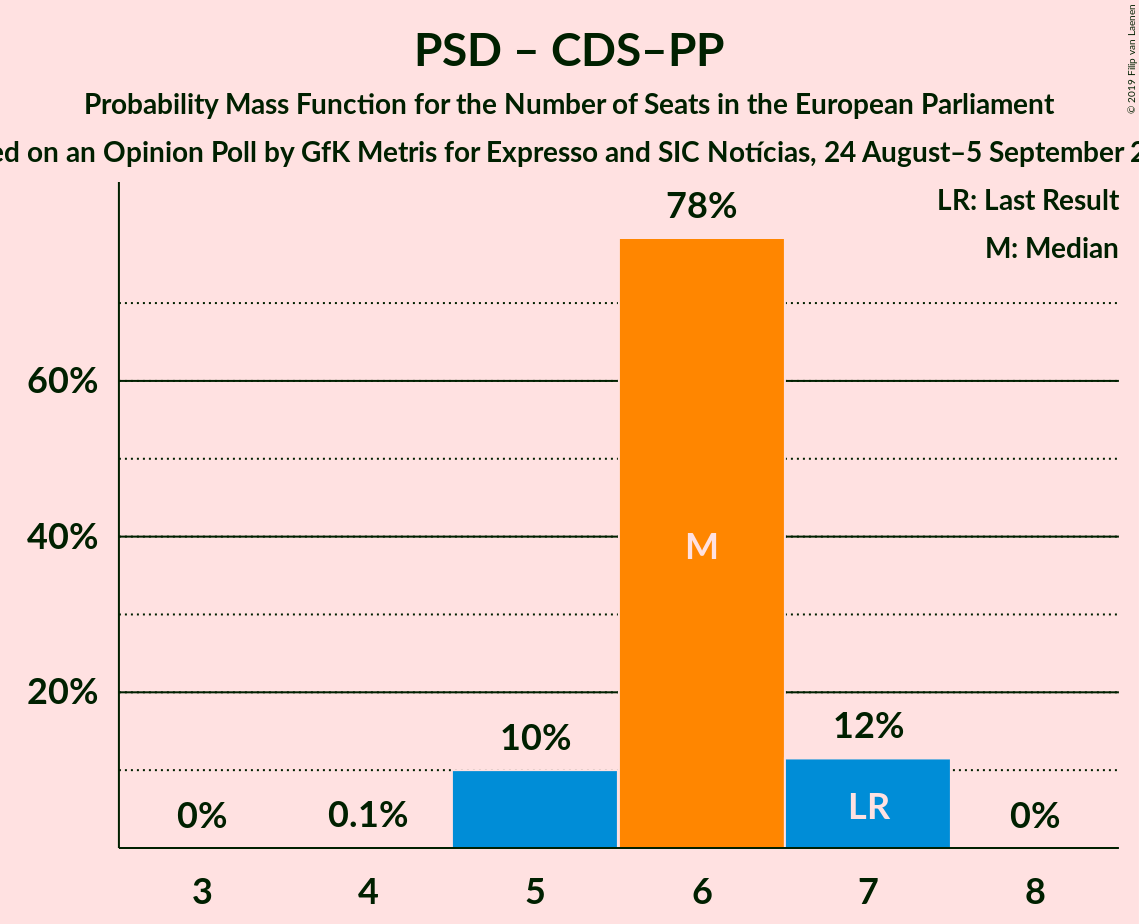 PSD – CDS–PP
Probability Mass Function for the Number of Seats in the European Parliament
on an Opinion Poll by GfK Metris for Expresso and SIC Notícias, 24 August–5 September
© 2019 Filip van Laenen
LR: Last Result
M: Median
78%
60%
40%
20%
M
10%
12%
LR
0%
0.1%
0%
3 4 5 6 7 8